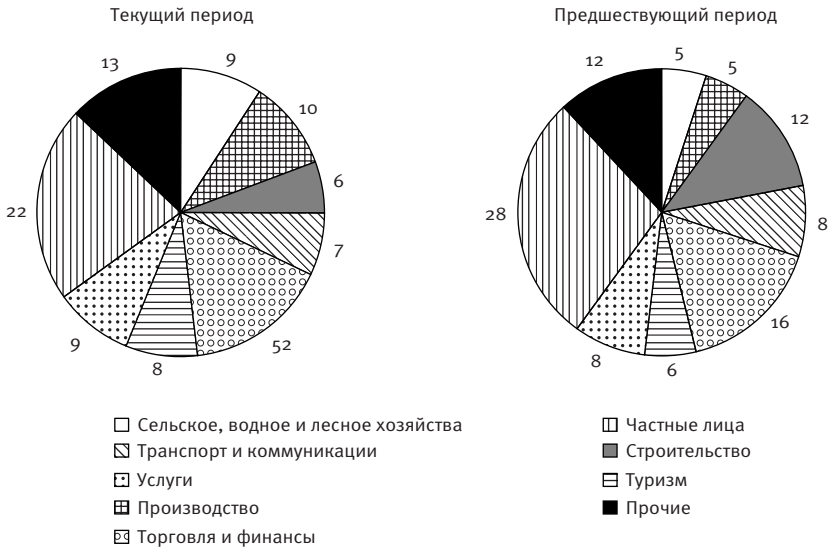 Текущий период
Предшествующий период
13
9
10
6
7
52
8
9
22
12
5
5
12
8
16
6
8
28
Сельское, водное и лесное хозяйства
Транспорт и коммуникации
Услуги
Производство
Торговля и финансы
Частные лица
Строительство
Туризм
Прочие